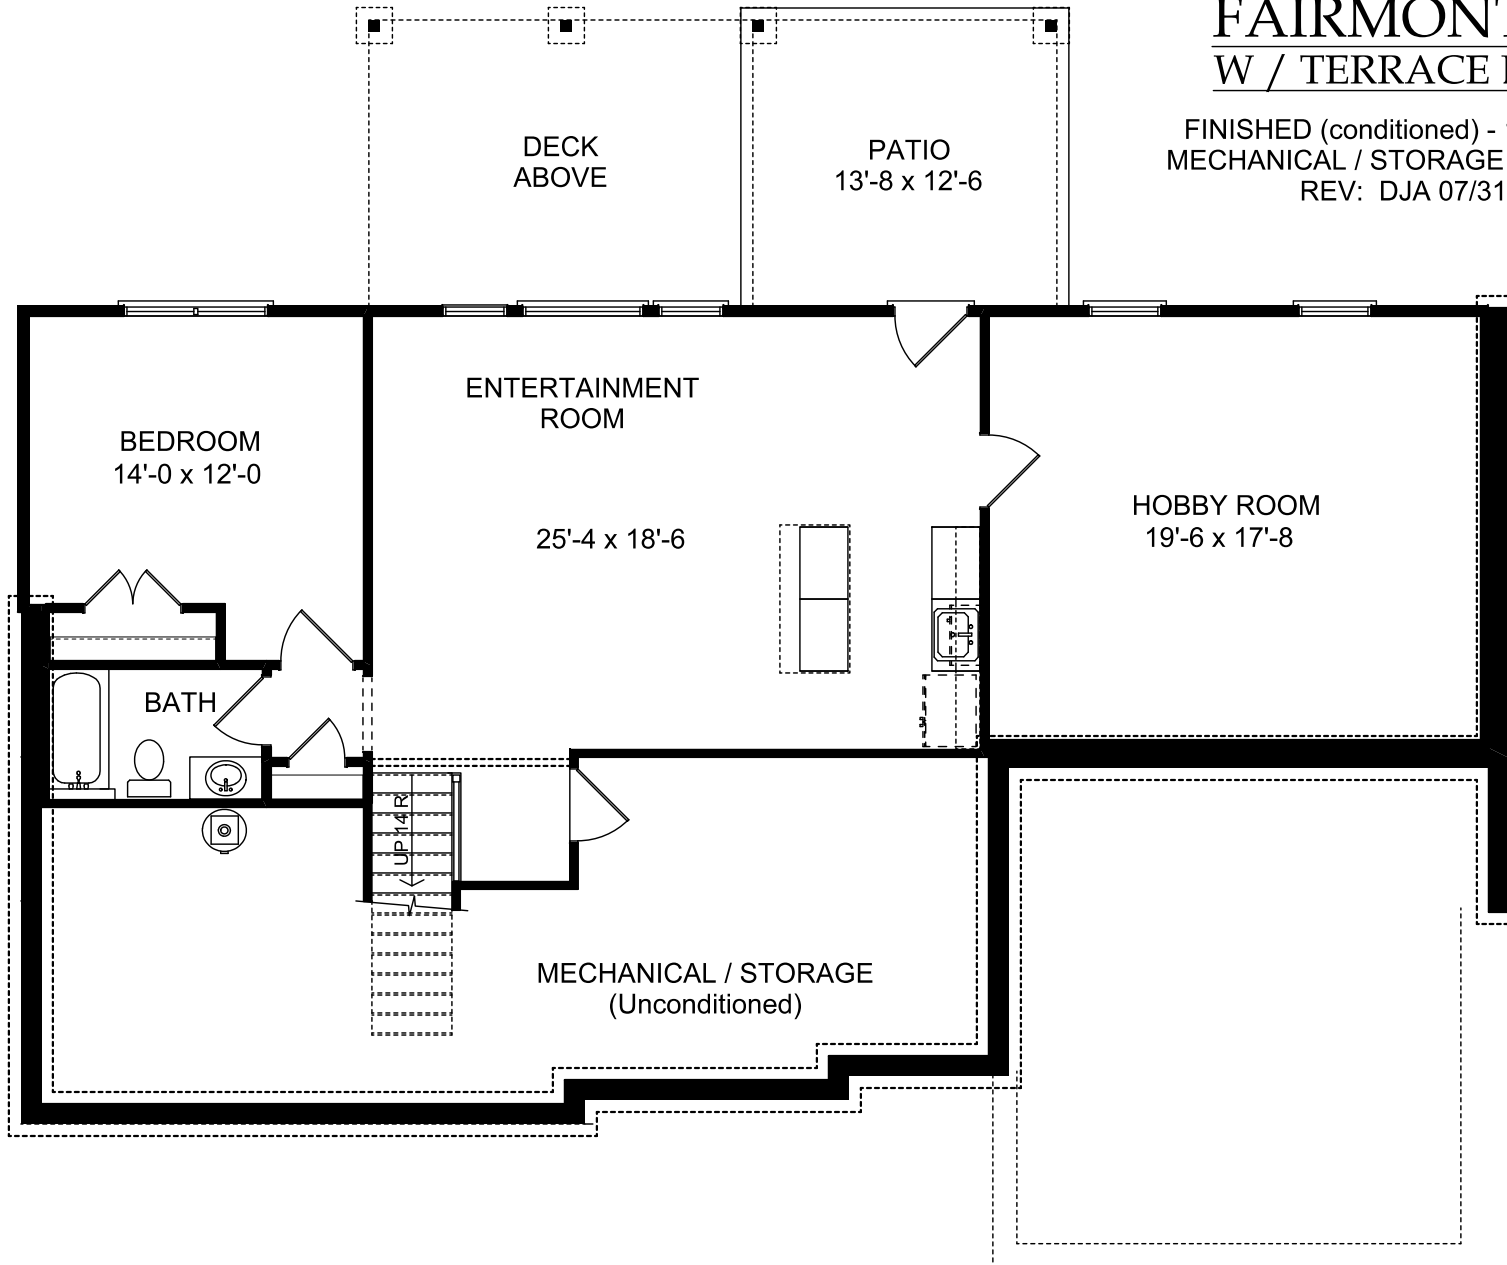 FAIRMONT
W / TERRACE
FINISHED (conditioned) -
MECHANICAL / STORAGE
REV: DJA 07/31
DECK
ABOVE
PATIO
13'-8 x 12'-6
ENTERTAINMENT
ROOM
BEDROOM
14'-0 x 12'-0
25'-4 x 18'-6
HOBBY ROOM
19'-6 x 17'-8
BATH
UP 14 R
MECHANICAL / STORAGE
(Unconditioned)